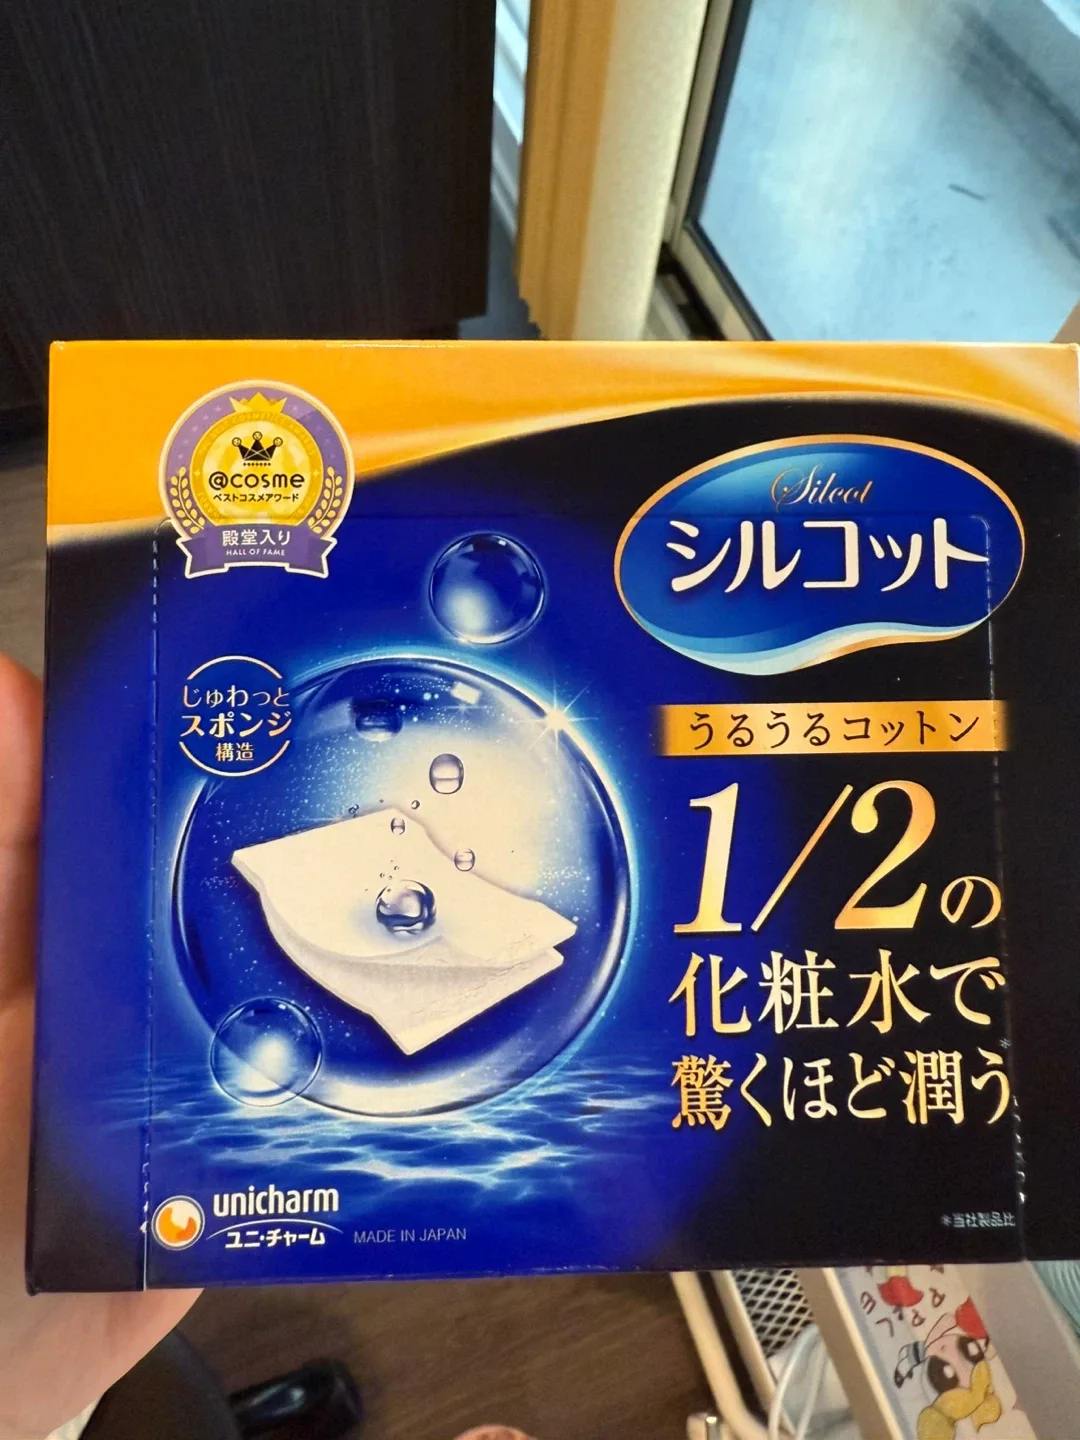 @cosme
ベストコスメアワード
殿堂入り
HALL OF FAME
Silcot
シルコット
じゅわっと
スポンジ
構造
うるうるコットン
1/2の
化粧水で
驚くほど潤う*
unicharm
ユニ・チャーム
MADE IN JAPAN
*当社製品比